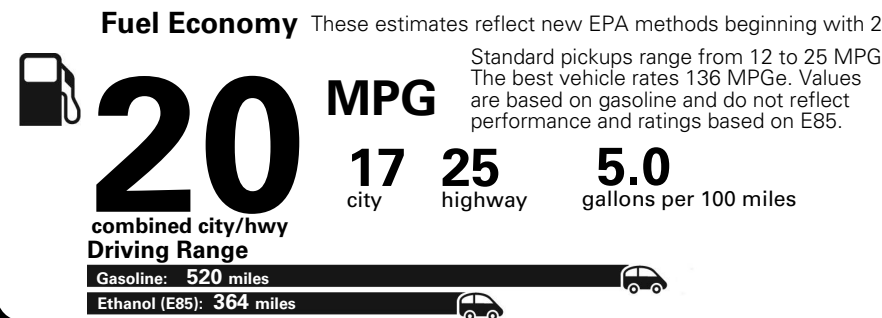 Fuel Economy These estimates reflect new EPA methods beginning with 2
Standard pickups range from 12 to 25 MPG
The best vehicle rates 136 MPGe. Values
are based on gasoline and do not reflect
performance and ratings based on E85.
20 MPG
17 25 5.0
city highway gallons per 100 miles
combined city/hwy
Driving Range
Gasoline: 520 miles
Ethanol (E85): 364 miles